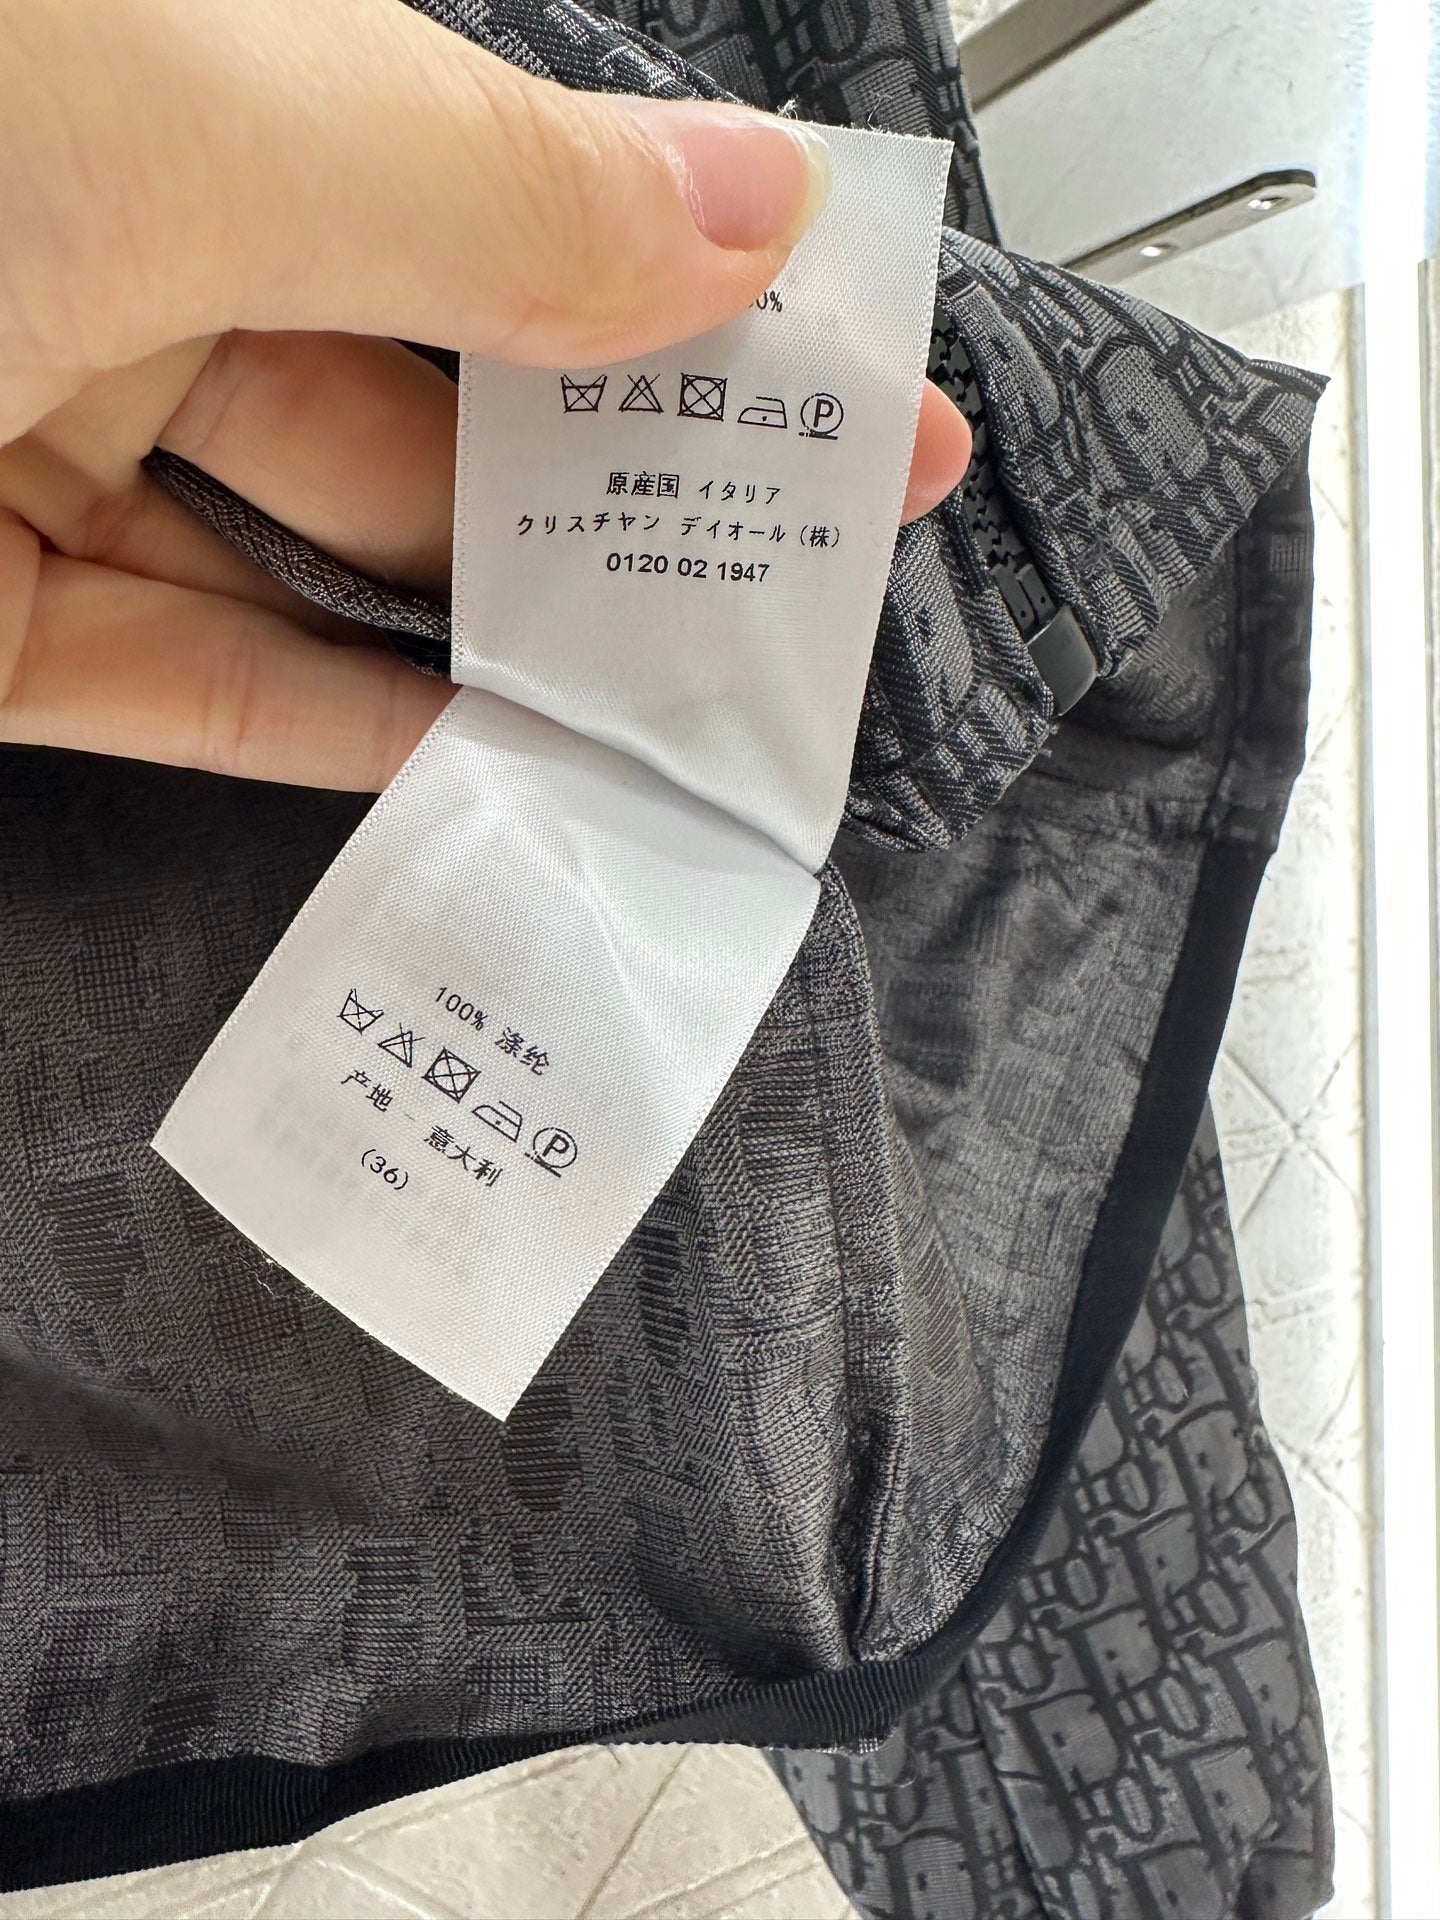 0%
P
原産国 イタリア
クリスチャン ディオール（株）
0120 02 1947
100% 涤纶
P
产地 - 意大利
(36)